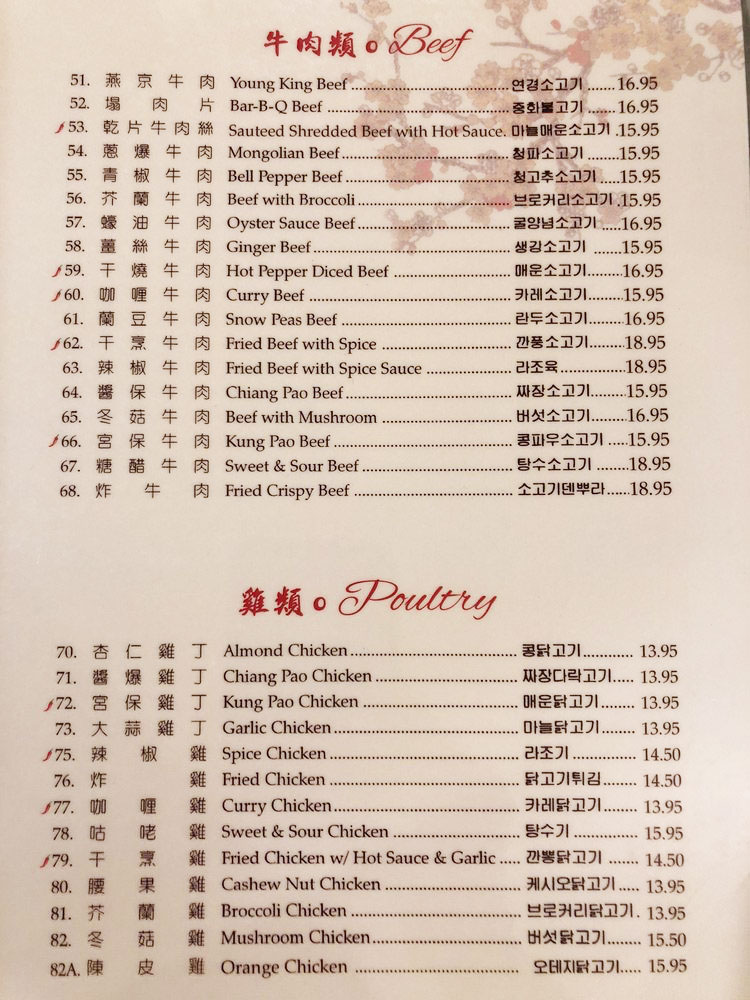 牛肉類 Beef
51. 燕京牛肉 Young King Beef 연경소고기 16.95
52. 塌肉片 Bar-B-Q Beef 중화불고기 16.95
53. 乾片牛肉絲 Sauteed Shredded Beef with Hot Sauce. 마늘매운소고기 .15.95
54. 蔥爆牛肉 Mongolian Beef 청파소고기 15.95
55. 青椒牛肉 Bell Pepper Beef 청고추소고기 15.95
56. 芥蘭牛肉 Beef with Broccoli 브로커리소고기 .15.95
57. 蠔油牛肉 Oyster Sauce Beef 굴양념소고기 16.95
58. 薑絲牛肉 Ginger Beef 생강소고기 15.95
59. 干燒牛肉 Hot Pepper Diced Beef 매운소고기 16.95
60. 咖喱牛肉 Curry Beef 카레소고기 15.95
61. 蘭豆牛肉 Snow Peas Beef 란두소고기 16.95
62. 干烹牛肉 Fried Beef with Spice 깐풍소고기 18.95
63. 辣椒牛肉 Fried Beef with Spice Sauce 라조육 18.95
64. 醬保牛肉 Chiang Pao Beef 짜장소고기 15.95
65. 冬菇牛肉 Beef with Mushroom 버섯소고기 16.95
66. 宮保牛肉 Kung Pao Beef 콩파우소고기 15.95
67. 糖醋牛肉 Sweet & Sour Beef 탕수소고기 18.95
68. 炸牛肉 Fried Crispy Beef 소고기덴뿌라 18.95
雞類 Poultry
70. 杏仁雞丁 Almond Chicken 콩닭고기 13.95
71. 醬爆雞丁 Chiang Pao Chicken 짜장다락고기 13.95
72. 宮保雞丁 Kung Pao Chicken 매운닭고기 13.95
73. 大蒜雞丁 Garlic Chicken 마늘닭고기 13.95
75. 辣椒雞 Spice Chicken 라조기 14.50
76. 炸雞 Fried Chicken 닭고기튀김 14.50
77. 咖喱雞 Curry Chicken 카레닭고기 13.95
78. 咕咾雞 Sweet & Sour Chicken 탕수기 15.95
79. 干烹雞 Fried Chicken w/ Hot Sauce & Garlic 깐뽕닭고기 14.50
80. 腰果雞 Cashew Nut Chicken 케시오닭고기 13.95
81. 芥蘭雞 Broccoli Chicken 브로커리닭고기 . 13.95
82. 冬菇雞 Mushroom Chicken 버섯닭고기 15.50
82A. 陳皮雞 Orange Chicken 오테지닭고기 15.95